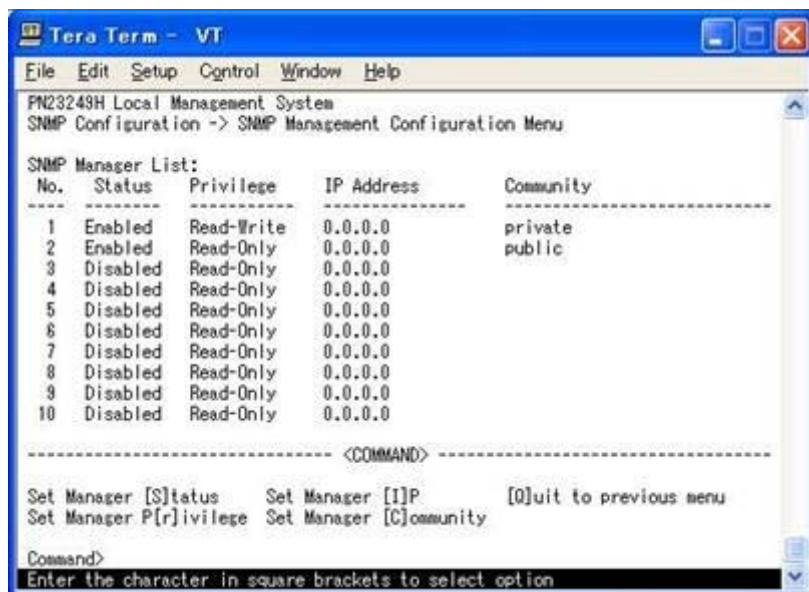 Tera Term - VT
File Edit Setup Control Window Help
PN23249H Local Management System
SNMP Configuration -> SNMP Management Configuration Menu
SNMP Manager List:
No. Status Privilege IP Address Community
---- -------- ----------- --------------- ----------------------------
1 Enabled Read-Write 0.0.0.0 private
2 Enabled Read-Only 0.0.0.0 public
3 Disabled Read-Only 0.0.0.0
4 Disabled Read-Only 0.0.0.0
5 Disabled Read-Only 0.0.0.0
6 Disabled Read-Only 0.0.0.0
7 Disabled Read-Only 0.0.0.0
8 Disabled Read-Only 0.0.0.0
9 Disabled Read-Only 0.0.0.0
10 Disabled Read-Only 0.0.0.0
-------------------------------- <COMMAND> -----------------------------------
Set Manager [S]tatus Set Manager [I]P [Q]uit to previous menu
Set Manager P[r]ivilege Set Manager [C]ommunity
Command>
Enter the character in square brackets to select option